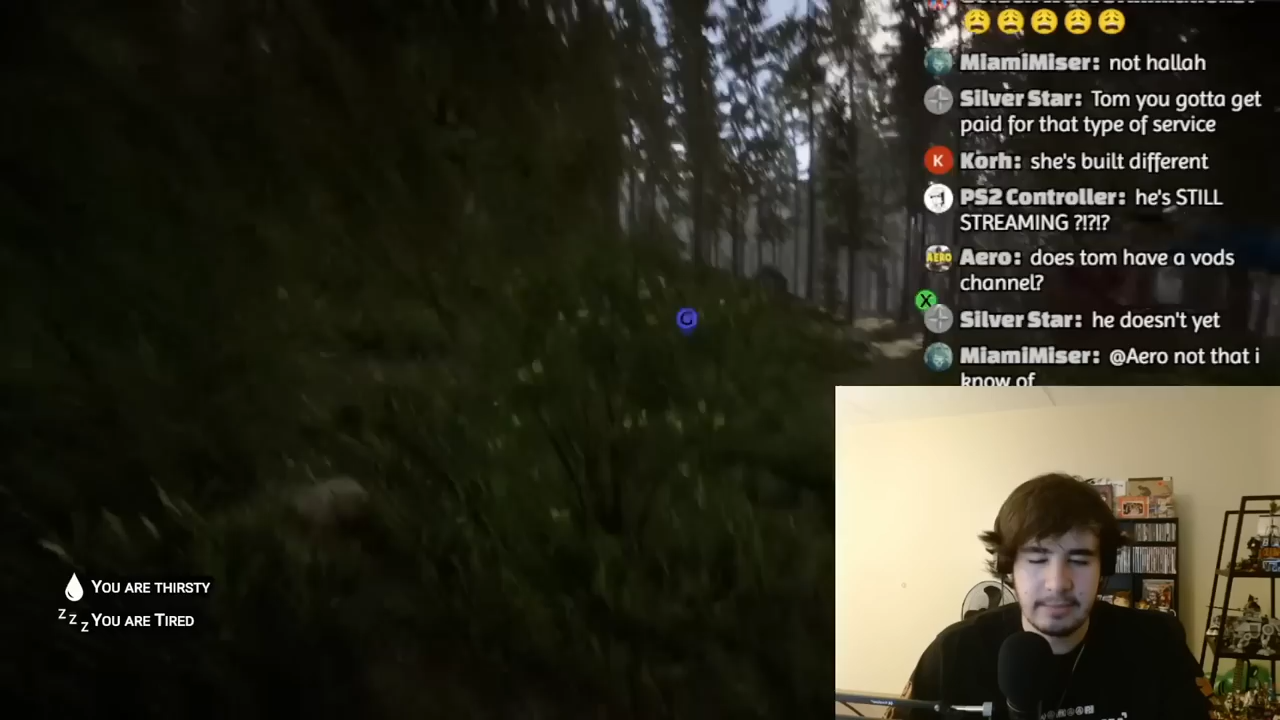 😩😩😩😩😩
MiamiMiser: not hallah
Silver Star: Tom you gotta get
paid for that type of service
K Korh: she's built different
PS2 Controller: he's STILL
STREAMING ?!?!?
AERO Aero: does tom have a vods
channel?
X
Silver Star: he doesn't yet
MiamiMiser: @Aero not that i
know of
G
YOU ARE THIRSTY
Z Z Z YOU ARE TIRED